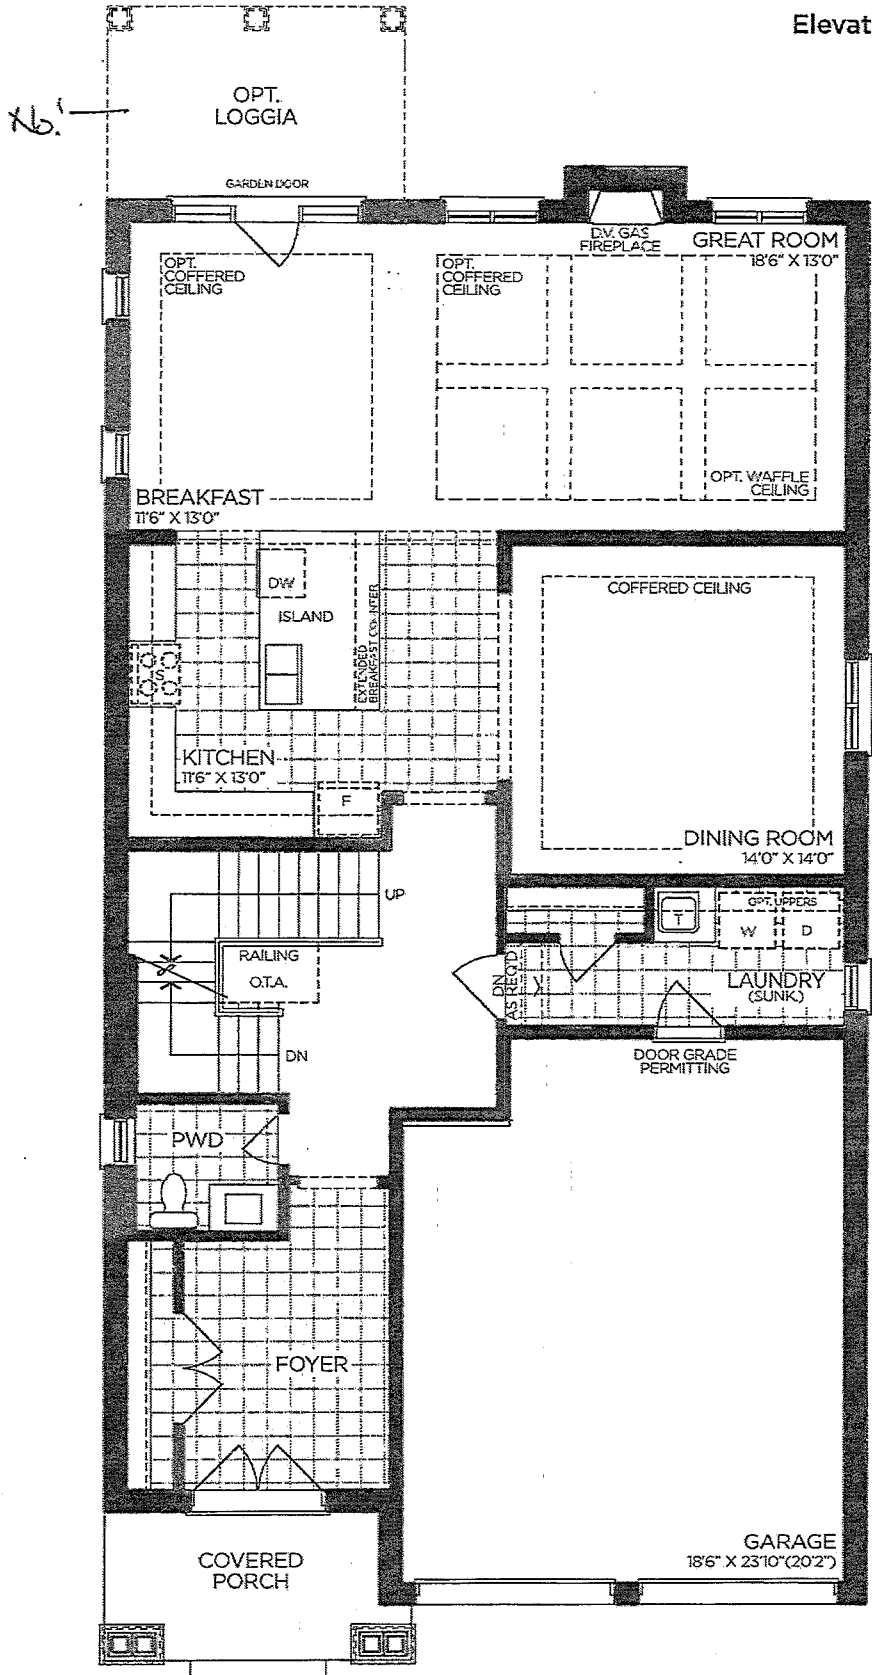 Elevat
OPT.
LOGGIA
GARDEN DOOR
D.V. GAS
FIREPLACE
GREAT ROOM
18'6" X 13'0"
OPT.
COFFERED
CEILING
OPT.
COFFERED
CEILING
OPT. WAFFLE
CEILING
BREAKFAST
11'6" X 13'0"
DW
ISLAND
EXTENDED
BREAKFAST COUNTER
S
COFFERED CEILING
KITCHEN
11'6" X 13'0"
F
DINING ROOM
14'0" X 14'0"
UP
OPT. UPPERS
T
W
D
RAILING
O.T.A.
DN
AS REQ'D
LAUNDRY
(SUNK.)
DN
DOOR GRADE
PERMITTING
PWD
FOYER
GARAGE
18'6" X 23'10"(20'2")
COVERED
PORCH